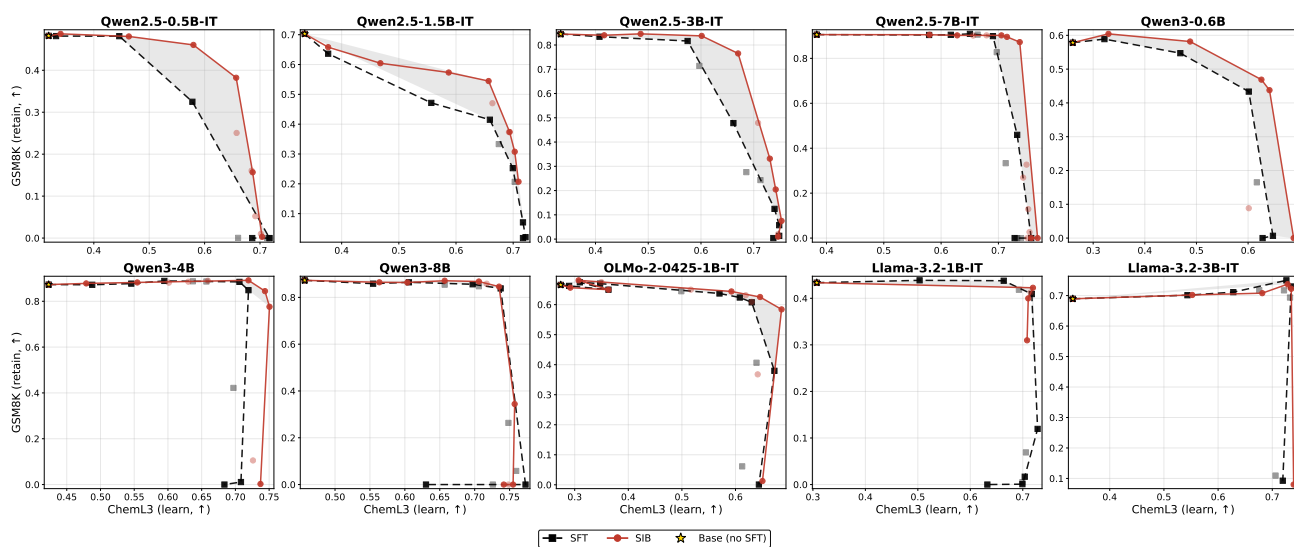 Qwen2.5-0.5B-IT
Qwen2.5-1.5B-IT
Qwen2.5-3B-IT
Qwen2.5-7B-IT
Qwen3-0.6B
GSM8K (retain, ↑)
0.4
0.3
0.2
0.1
0.0
0.4 0.5 0.6 0.7
0.7
0.6
0.5
0.4
0.3
0.2
0.1
0.4 0.5 0.6 0.7
0.8
0.6
0.4
0.2
0.0
0.4 0.5 0.6 0.7
0.8
0.6
0.4
0.2
0.0
0.4 0.5 0.6 0.7
0.6
0.5
0.4
0.3
0.2
0.1
0.0
0.3 0.4 0.5 0.6
Qwen3-4B
Qwen3-8B
OLMo-2-0425-1B-IT
Llama-3.2-1B-IT
Llama-3.2-3B-IT
GSM8K (retain, ↑)
0.8
0.6
0.4
0.2
0.0
0.45 0.50 0.55 0.60 0.65 0.70 0.75
ChemL3 (learn, ↑)
0.8
0.6
0.4
0.2
0.0
0.50 0.55 0.60 0.65 0.70 0.75
ChemL3 (learn, ↑)
0.6
0.5
0.4
0.3
0.2
0.1
0.0
0.3 0.4 0.5 0.6
ChemL3 (learn, ↑)
0.4
0.3
0.2
0.1
0.0
0.3 0.4 0.5 0.6 0.7
ChemL3 (learn, ↑)
0.7
0.6
0.5
0.4
0.3
0.2
0.1
0.4 0.5 0.6 0.7
ChemL3 (learn, ↑)
SFT SIB Base (no SFT)